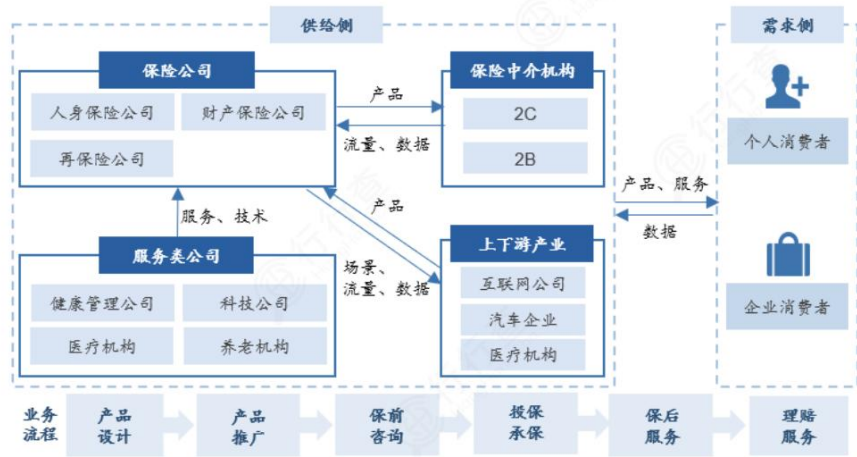 供给侧
需求侧
保险公司
人身保险公司
财产保险公司
再保险公司
产品
流量、数据
保险中介机构
2C
2B
个人消费者
产品、服务
数据
企业消费者
服务、技术
产品
场景、
流量、数据
服务类公司
健康管理公司
科技公司
医疗机构
养老机构
上下游产业
互联网公司
汽车企业
医疗机构
业务
流程
产品
设计
产品
推广
保前
咨询
投保
承保
保后
服务
理赔
服务
行行查